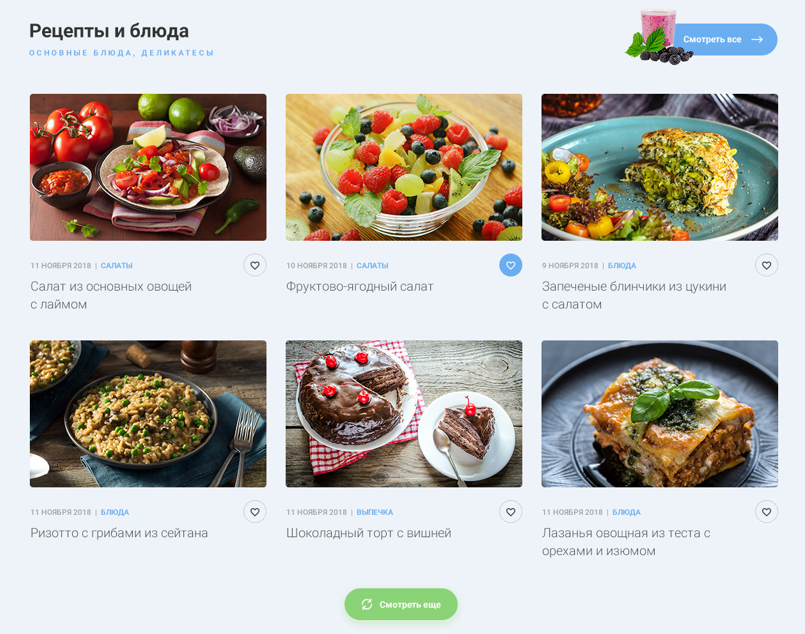 Рецепты и блюда
ОСНОВНЫЕ БЛЮДА, ДЕЛИКАТЕСЫ
Смотреть все
11 НОЯБРЯ 2018 | САЛАТЫ
Салат из основных овощей
с лаймом
10 НОЯБРЯ 2018 | САЛАТЫ
Фруктово-ягодный салат
9 НОЯБРЯ 2018 | БЛЮДА
Запеченые блинчики из цукини
с салатом
11 НОЯБРЯ 2018 | БЛЮДА
Ризотто с грибами из сейтана
11 НОЯБРЯ 2018 | ВЫПЕЧКА
Шоколадный торт с вишней
11 НОЯБРЯ 2018 | БЛЮДА
Лазанья овощная из теста с
орехами и изюмом
Смотреть еще